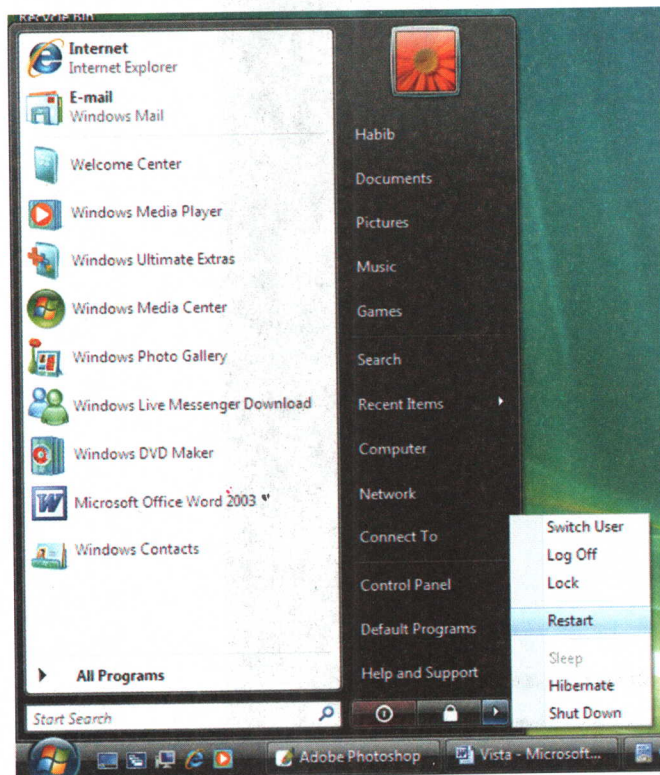 Recycle Bin
Internet
Internet Explorer
E-mail
Windows Mail
Welcome Center
Windows Media Player
Windows Ultimate Extras
Windows Media Center
Windows Photo Gallery
Windows Live Messenger Download
Windows DVD Maker
Microsoft Office Word 2003
Windows Contacts
All Programs
Start Search
Habib
Documents
Pictures
Music
Games
Search
Recent Items
Computer
Network
Connect To
Control Panel
Default Programs
Help and Support
Switch User
Log Off
Lock
Restart
Sleep
Hibernate
Shut Down
Adobe Photoshop
Vista - Microsoft...